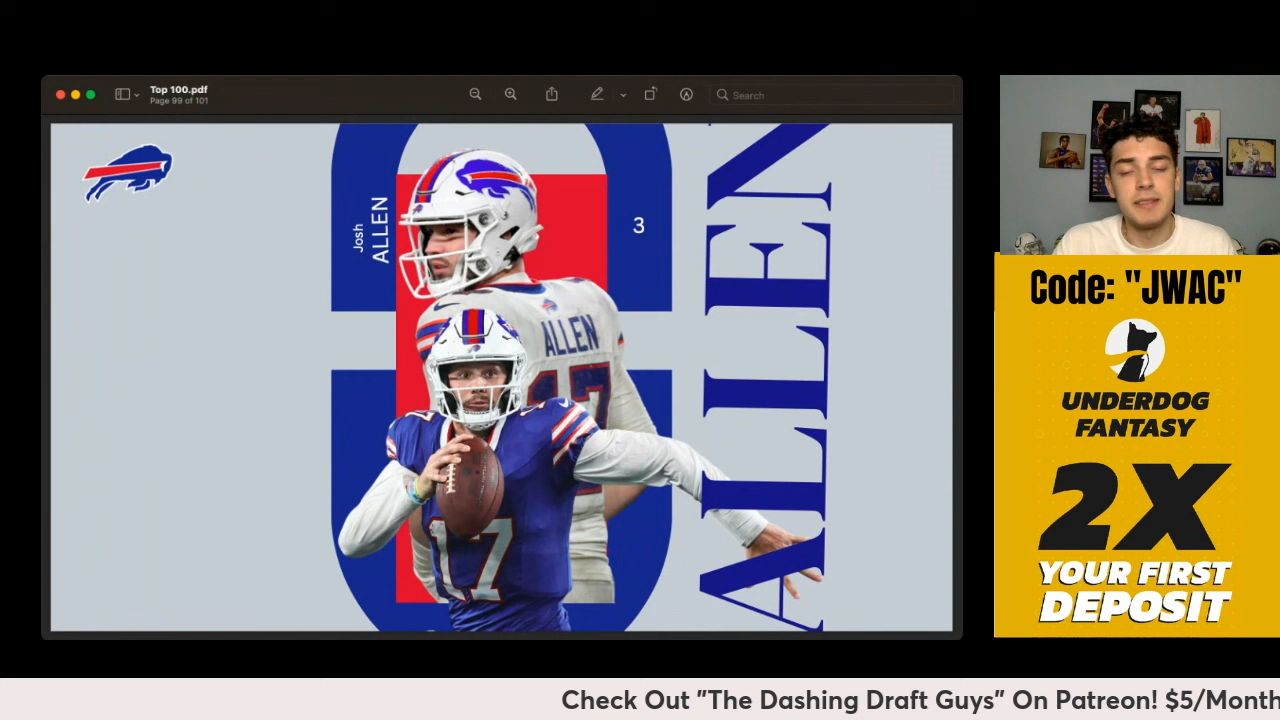 Top 100.pdf
Page 99 of 101
Search
Josh
ALLEN
3
ALLEN
ALLEN
17
17
Code: "JWAC"
UNDERDOG
FANTASY
2X
YOUR FIRST
DEPOSIT
Check Out "The Dashing Draft Guys" On Patreon! $5/Month